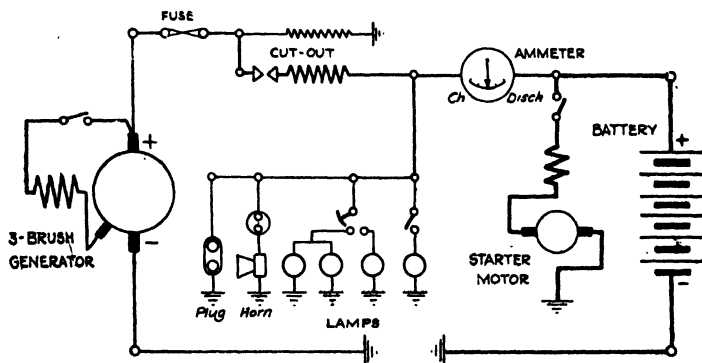 FUSE
CUT-OUT
AMMETER
Ch
Disch
BATTERY
+
+
-
-
3-BRUSH
GENERATOR
STARTER
MOTOR
Plug
Horn
LAMPS